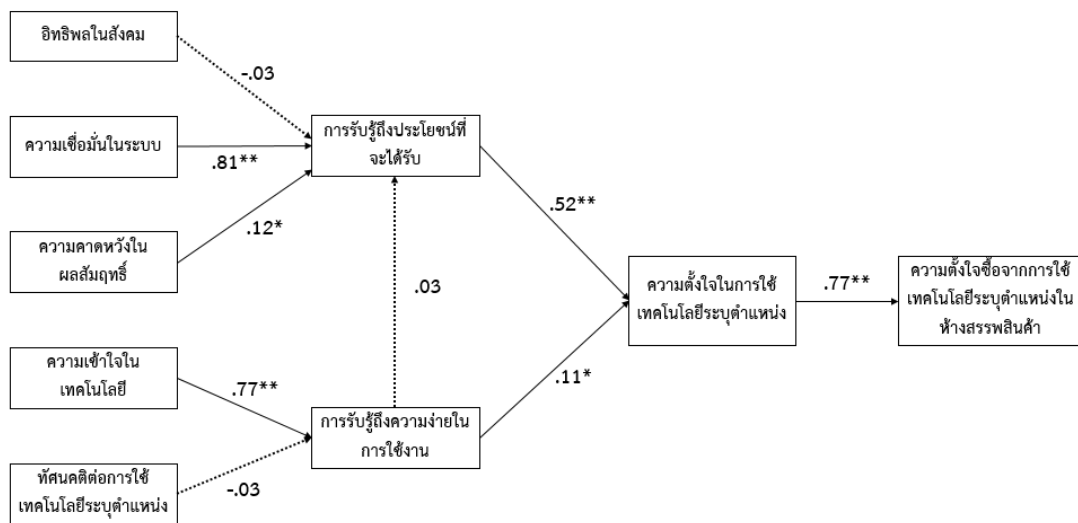 อิทธิพลในสังคม
-.03
ความเชื่อมั่นในระบบ
.81**
การรับรู้ถึงประโยชน์ที่
จะได้รับ
.12*
ความคาดหวังใน
ผลสัมฤทธิ์
.52**
.03
ความตั้งใจในการใช้
เทคโนโลยีระบุตำแหน่ง
.77**
ความตั้งใจซื้อจากการใช้
เทคโนโลยีระบุตำแหน่งใน
ห้างสรรพสินค้า
ความเข้าใจใน
เทคโนโลยี
.77**
.11*
การรับรู้ถึงความง่ายใน
การใช้งาน
ทัศนคติต่อการใช้
เทคโนโลยีระบุตำแหน่ง
-.03